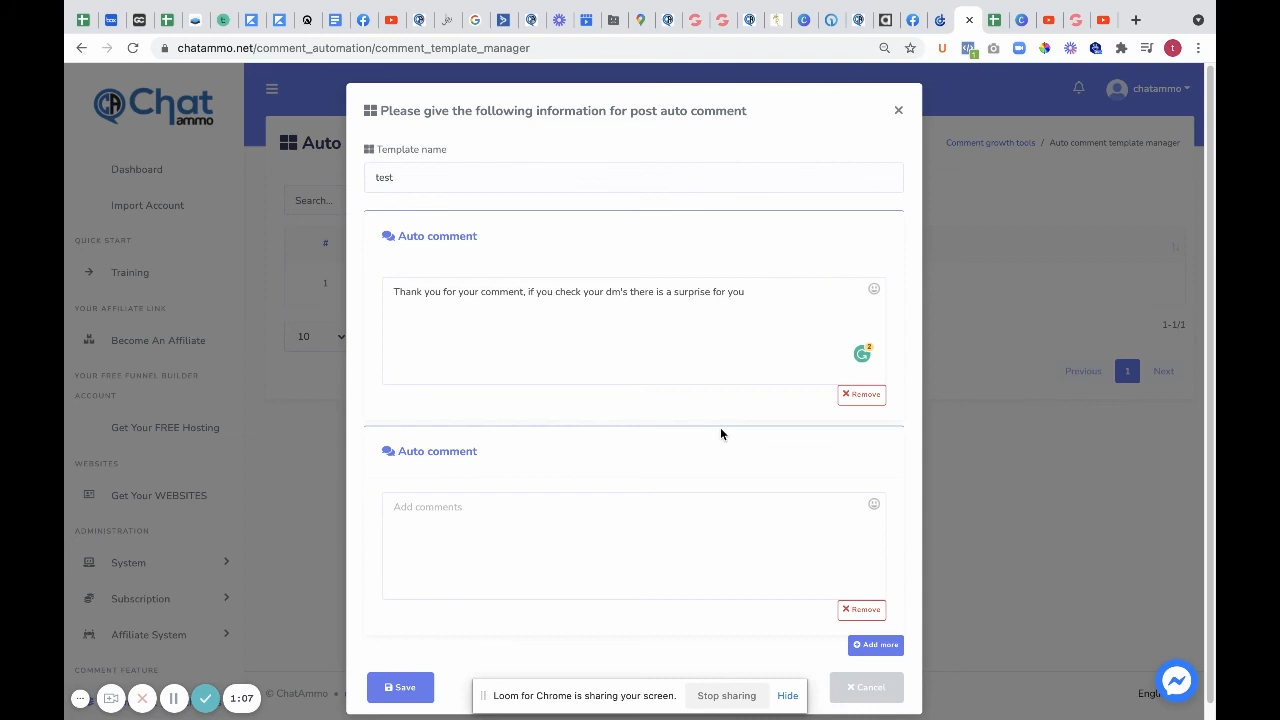 chatammo.net/comment_automation/comment_template_manager
Chat
ammo
chatammo
Please give the following information for post auto comment
Auto
Comment growth tools / Auto comment template manager
Template name
test
Dashboard
Search...
Import Account
Auto comment
QUICK START
#
Training
1
Thank you for your comment, if you check your dm's there is a surprise for you
YOUR AFFILIATE LINK
Become An Affiliate
10
1-1/1
2
YOUR FREE FUNNEL BUILDER
ACCOUNT
Previous 1 Next
Remove
Get Your FREE Hosting
Auto comment
WEBSITES
Get Your WEBSITES
Add comments
ADMINISTRATION
System
Subscription
Remove
Affiliate System
Add more
COMMENT FEATURE
© ChatAmmo
Save
Cancel
Loom for Chrome is sharing your screen. Stop sharing Hide
1:07